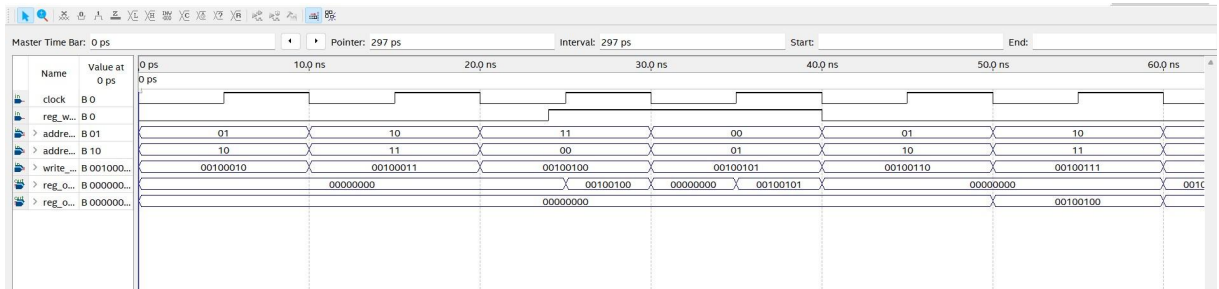 Master Time Bar: 0 ps Pointer: 297 ps Interval: 297 ps Start: End:
Name Value at 0 ps
0 ps 10.0 ns 20.0 ns 30.0 ns 40.0 ns 50.0 ns 60.0 ns
0 ps
clock B 0
reg_w... B 0
addre... B 01 01 10 11 00 01 10
addre... B 10 10 11 00 01 10 11
write_... B 001000... 00100010 00100011 00100100 00100101 00100110 00100111
reg_o... B 000000... 00000000 00100100 00000000 00100101 00000000 0010
reg_o... B 000000... 00000000 00100100